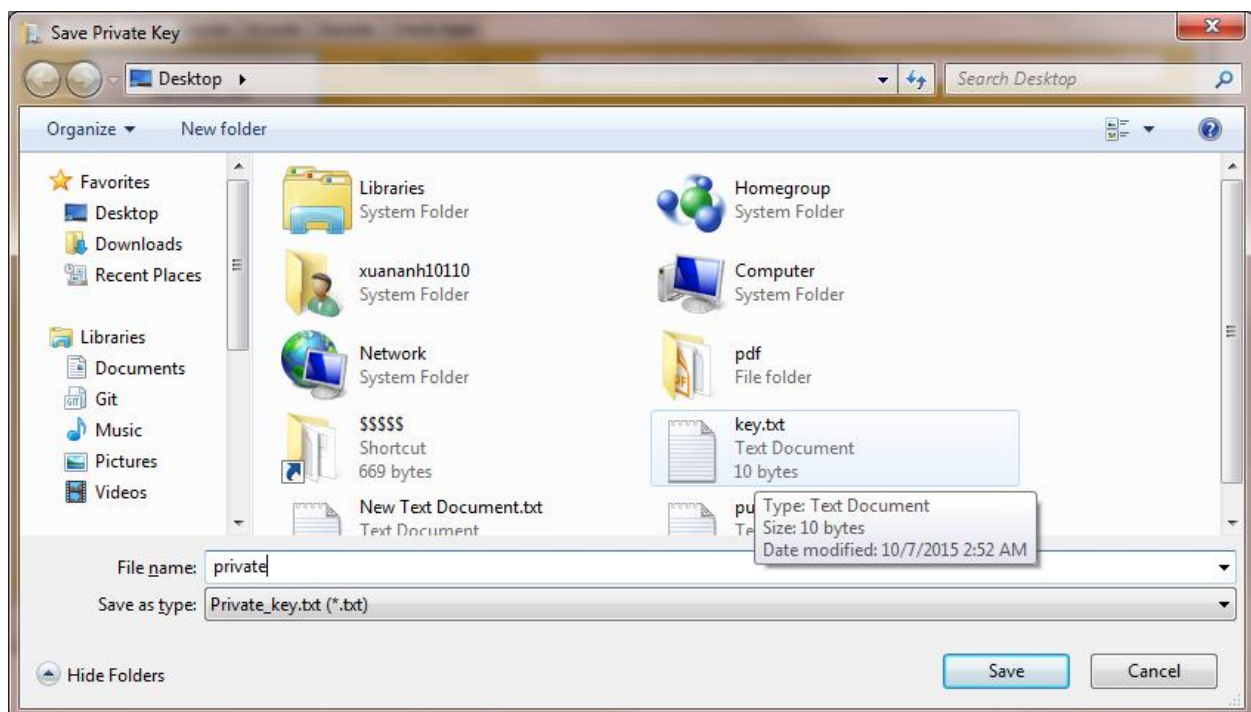 Save Private Key
Desktop
Search Desktop
Organize
New folder
Favorites
Desktop
Downloads
Recent Places
Libraries
Documents
Git
Music
Pictures
Videos
Libraries
System Folder
Homegroup
System Folder
xuananh10110
System Folder
Computer
System Folder
Network
System Folder
pdf
File folder
$$$$$
Shortcut
669 bytes
key.txt
Text Document
10 bytes
New Text Document.txt
Text Document
Type: Text Document
Size: 10 bytes
Date modified: 10/7/2015 2:52 AM
File name: private
Save as type: Private_key.txt (*.txt)
Hide Folders
Save
Cancel